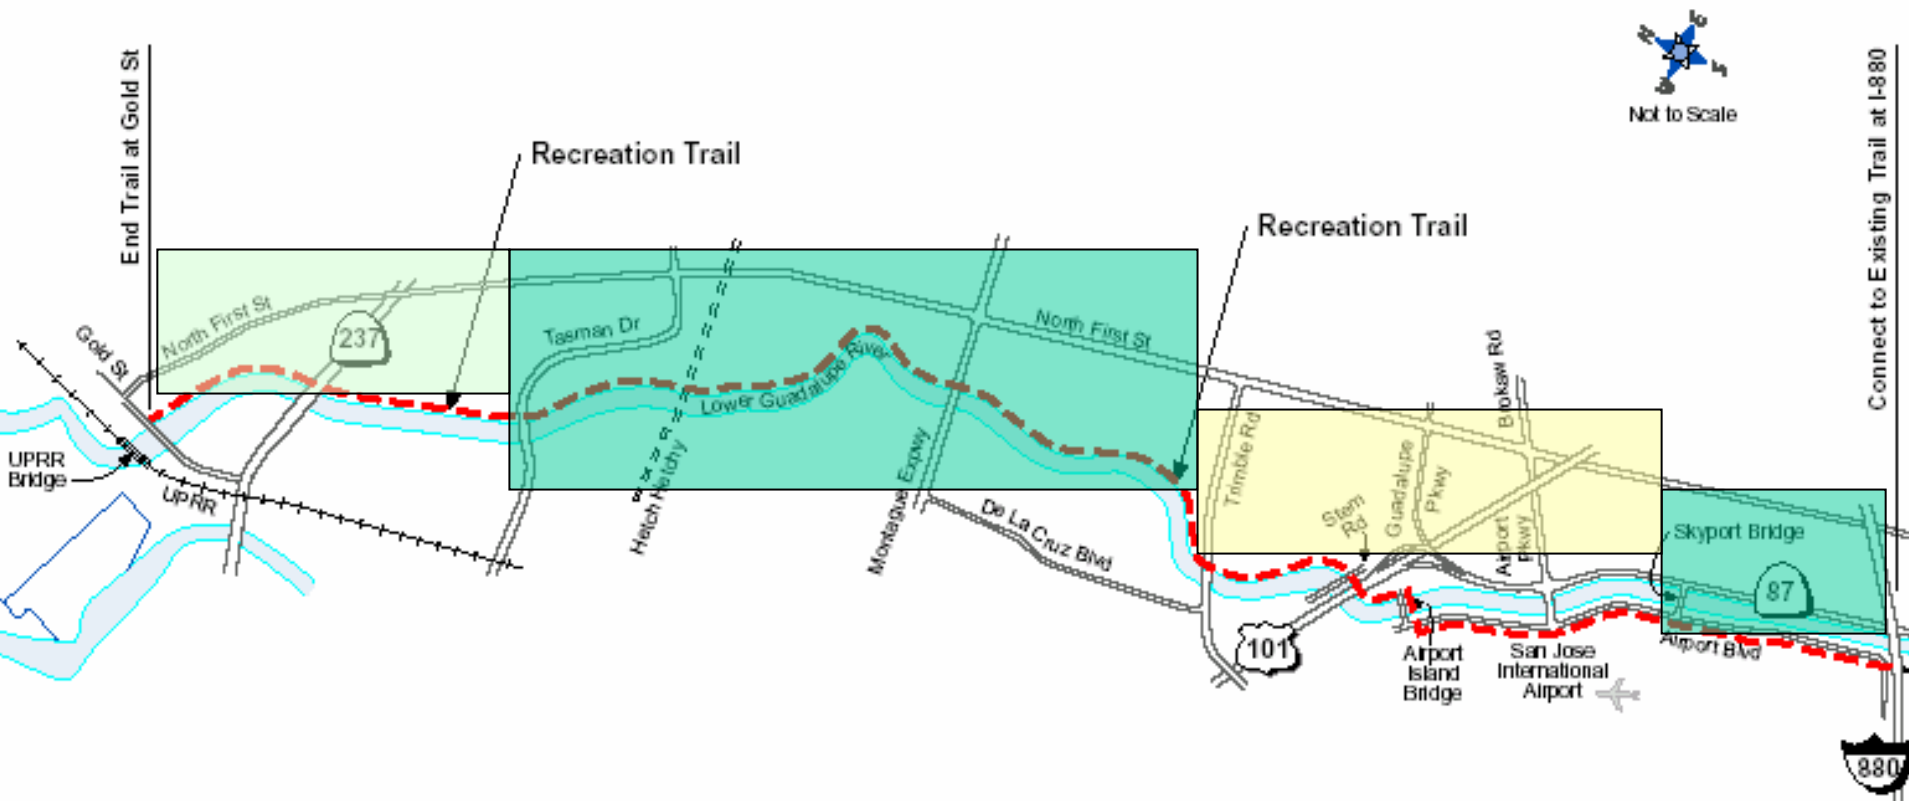 End Trail at Gold St
Recreation Trail
Not to Scale
Connect to Existing Trail at I-880
Recreation Trail
North First St
237
Gold St
Tasman Dr
North First St
Lower Guadalupe River
Brokaw Rd
UPRR
Bridge
UPRR
Hetch Hetchy
Montague Expwy
De La Cruz Blvd
Trimble Rd
Stem
Rd
Guadalupe
Pkwy
Airport
Pkwy
Skyport Bridge
87
101
Airport
Island
Bridge
San Jose
International
Airport
Airport Blvd
880